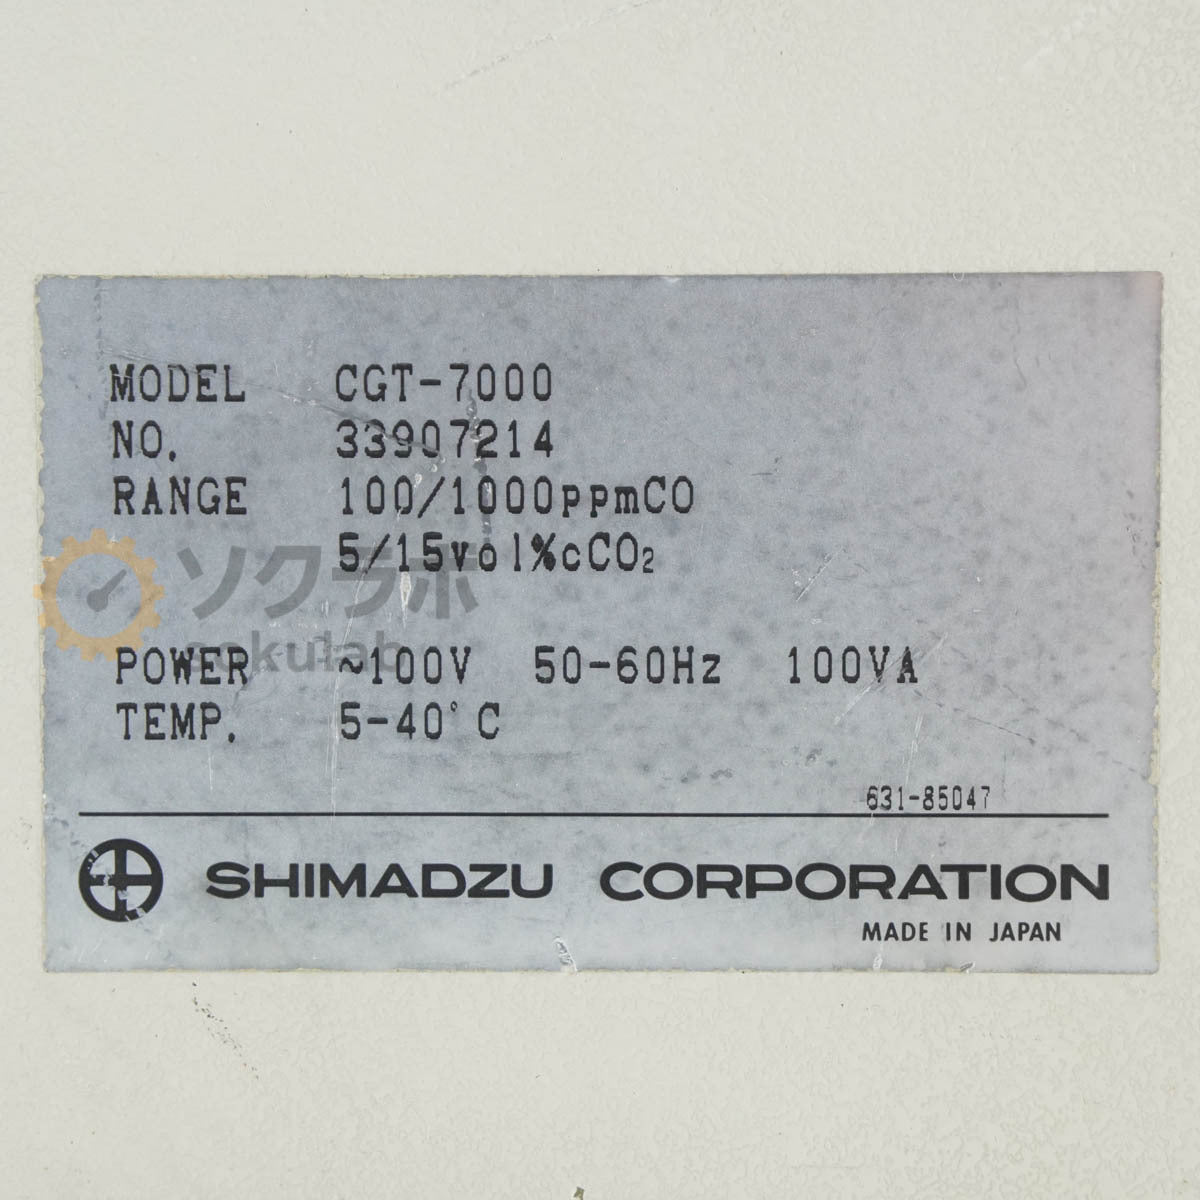 MODEL CGT-7000
NO. 33907214
RANGE 100/1000ppmCO
5/15vol%cCO₂
ソクラボ
sokulab
POWER ~100V 50-60Hz 100VA
TEMP. 5-40°C
631-85047
SHIMADZU CORPORATION
MADE IN JAPAN